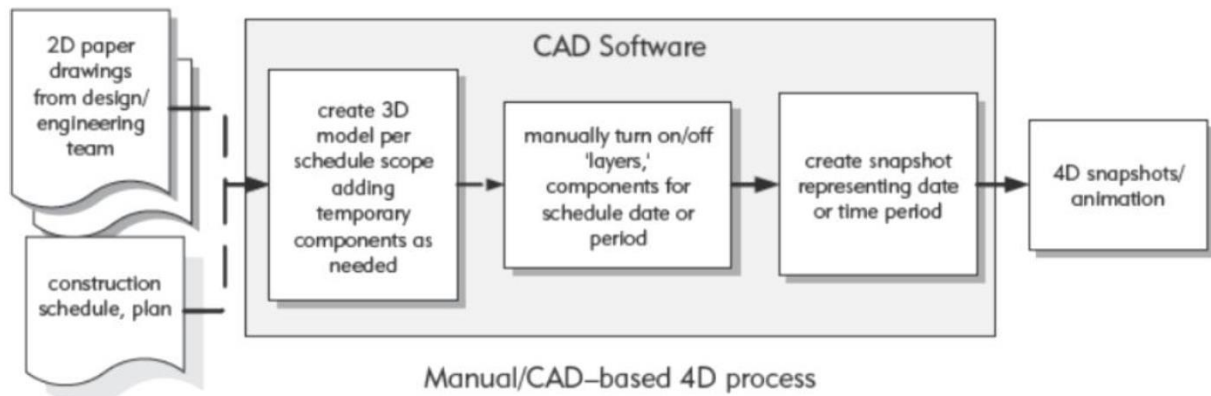 2D paper
drawings
from design/
engineering
team
construction
schedule, plan
CAD Software
create 3D
model per
schedule scope
adding
temporary
components as
needed
manually turn on/off
'layers,'
components for
schedule date or
period
create snapshot
representing date
or time period
4D snapshots/
animation
Manual/CAD–based 4D process